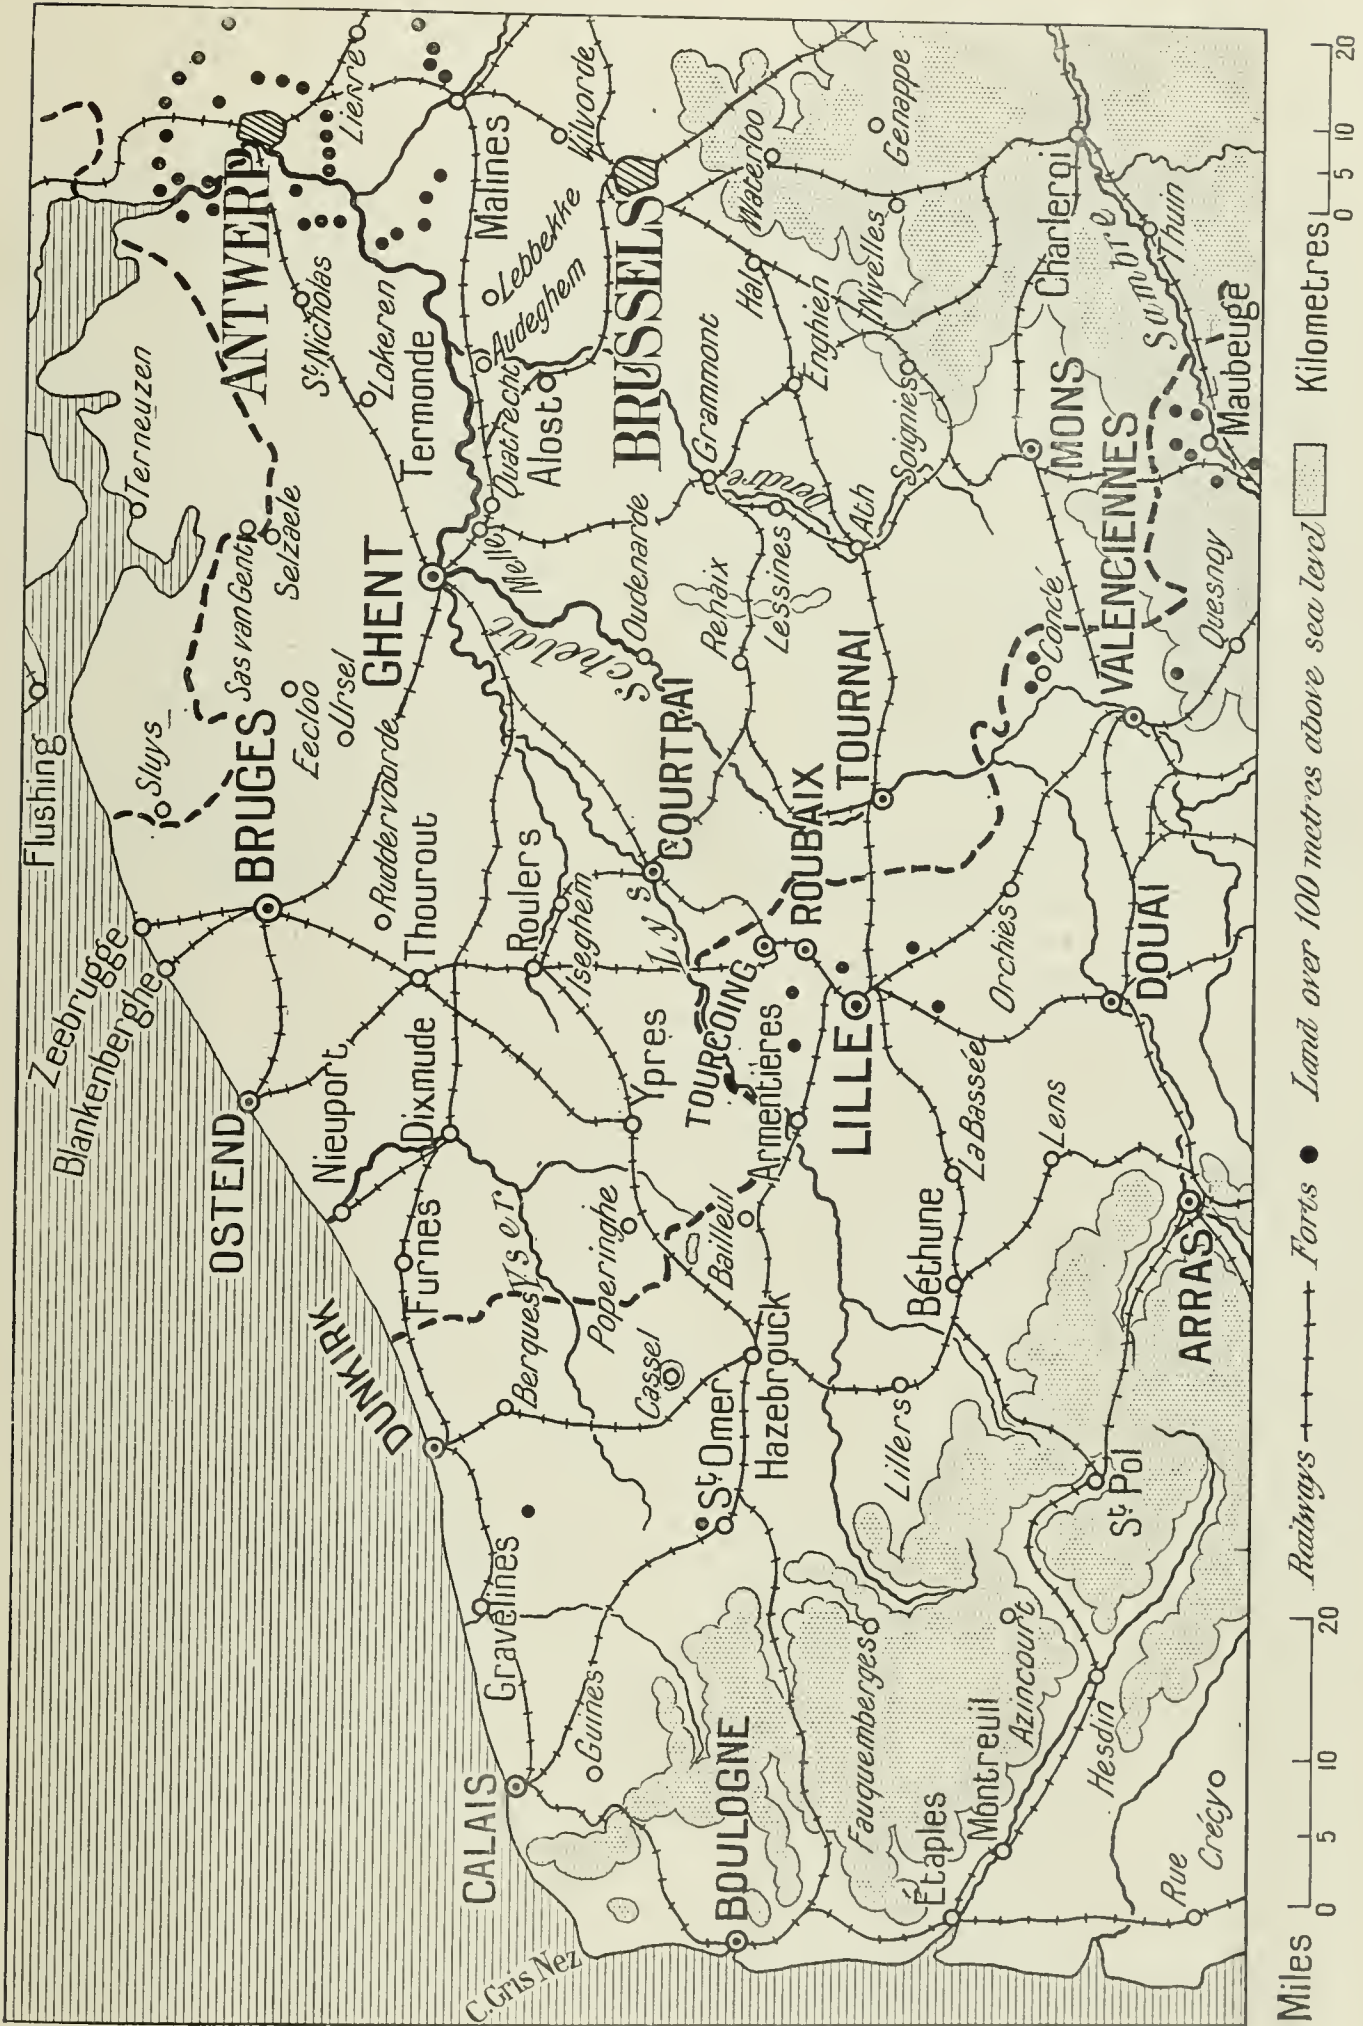 Flushing
Zeebrugge
Blankenberghe
OSTEND
Nieuport
DUNKIRK
Furnes
Dixmude
BRUGES
Sluys
Terneuzen
Sas van Gent
Selzaele
Eecloo
Ursel
GHENT
ANTWERP
St. Nicholas
Lokeren
Termonde
Lierre
Malines
Lebbekke
Audeghem
Quatrecht
Alost
Melle
Vilvorde
BRUSSELS
Waterloo
Genappe
Hal
Nivelles
Enghien
Grammont
Dendre
Lessines
Ath
Soignies
Charleroi
Sambre
Thuin
MONS
Maubeuge
VALENCIENNES
Quesnoy
Condé
Renaix
Oudenarde
Scheldt
TOURNAI
COURTRAI
ROUBAIX
TOURCOING
Lys
Ruddervoorde
Thourout
Roulers
Iseghem
Ypres
Armentières
LILLE
Orchies
DOUAI
La Bassée
Lens
Béthune
ARRAS
Yser
Bergues
Poperinghe
Bailleul
Cassel
Hazebrouck
St. Omer
Lillers
St. Pol
Gravelines
Guines
CALAIS
C. Gris Nez
BOULOGNE
Fauquemberges
Azincourt
Étaples
Montreuil
Hesdin
Rue
Crécy
Miles 0 5 10 20
Railways
Forts
Land over 100 metres above sea level
Kilometres 0 5 10 20